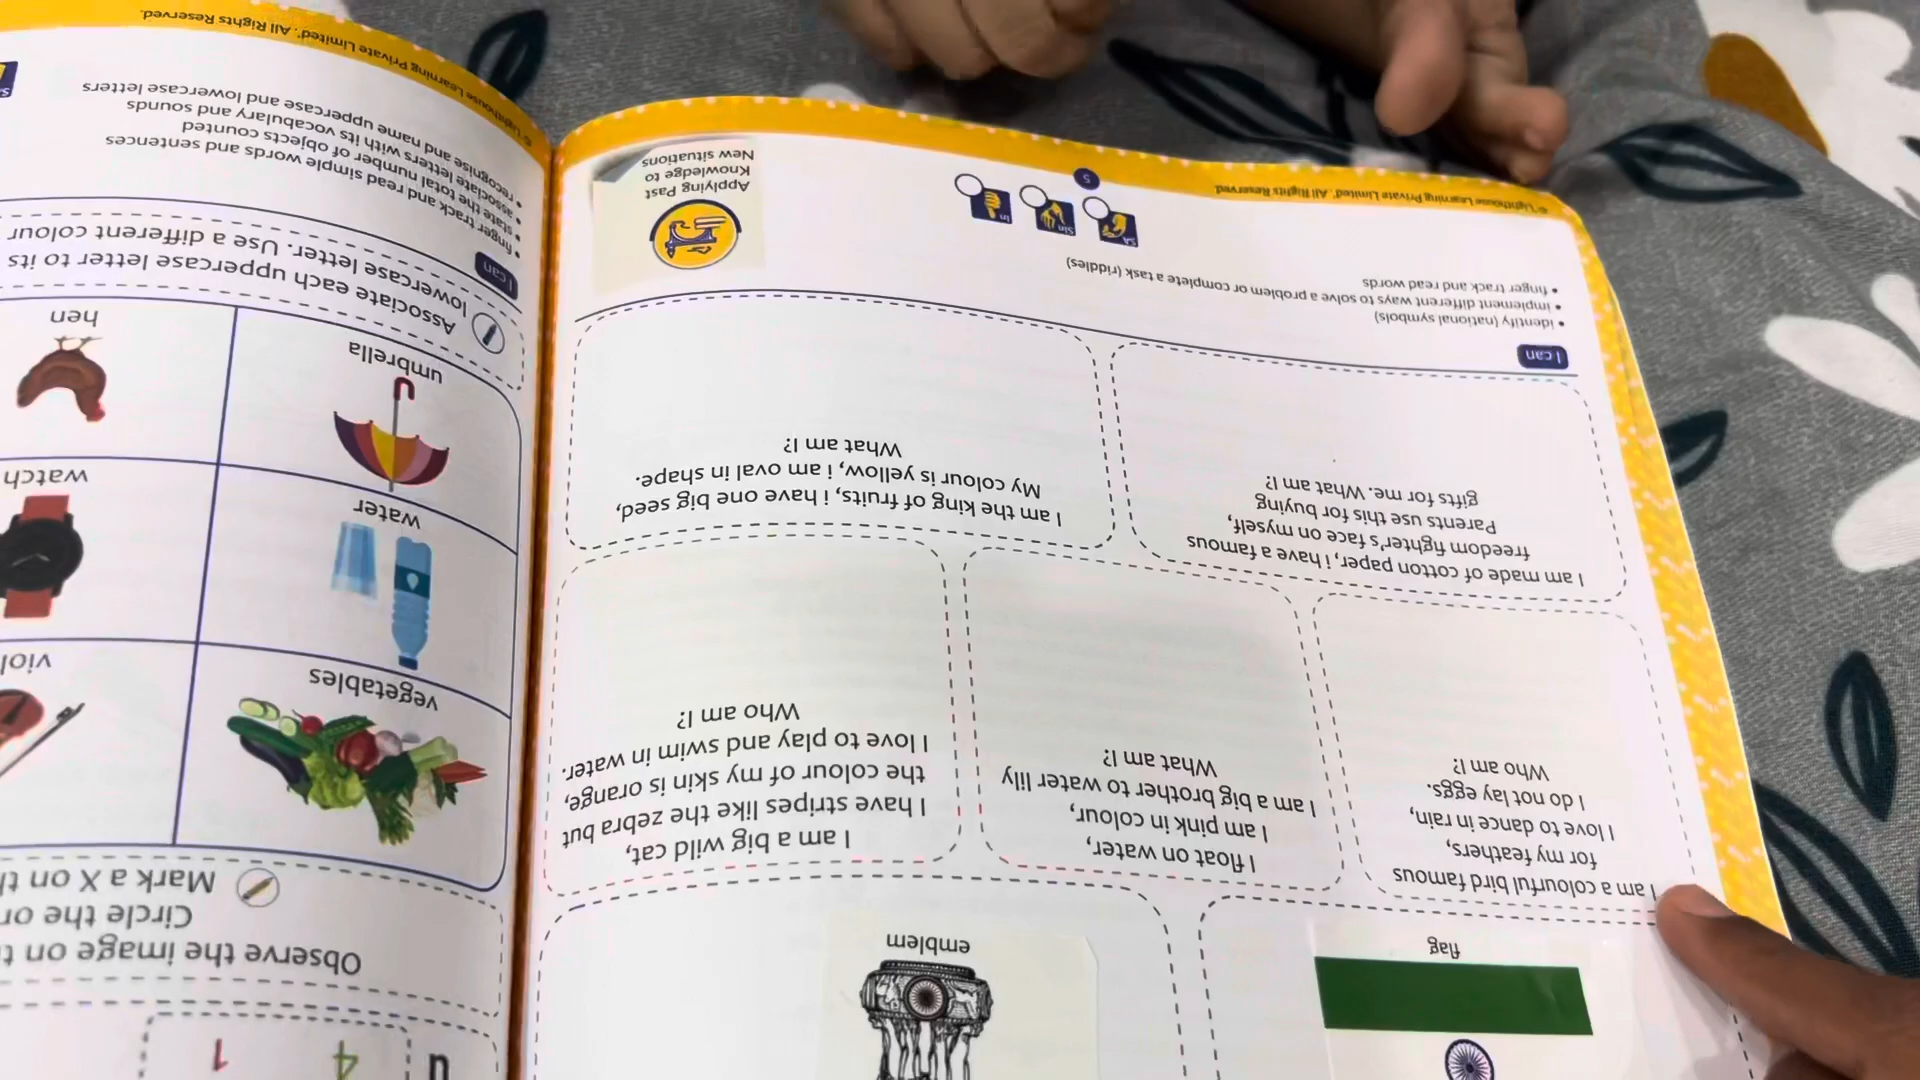 flag
emblem
I am a colourful bird famous
for my feathers,
I love to dance in rain,
I do not lay eggs.
Who am I?
I float on water,
I am pink in colour,
I am a big brother to water lily
What am I?
I am a big wild cat,
I have stripes like the zebra but
the colour of my skin is orange,
I love to play and swim in water.
Who am I?
I am made of cotton paper, i have a famous
freedom fighter's face on myself,
Parents use this for buying
gifts for me. What am I?
I am the king of fruits, i have one big seed,
My colour is yellow, i am oval in shape.
What am I?
I can
• identify (national symbols)
• implement different ways to solve a problem or complete a task (riddles)
• finger track and read words
SA
Sin
In
Applying Past
Knowledge to
New situations
© 'Lighthouse Learning Private Limited'. All Rights Reserved.
5
u
4
1
Observe the image on
Circle the
Mark a X on
vegetables
water
watch
umbrella
hen
Associate each uppercase letter to its
lowercase letter. Use a different colour
I can
• finger track and read simple words and sentences
• state the total number of objects counted
• associate letters with its vocabulary and sounds
• recognise and name uppercase and lowercase letters
© 'Lighthouse Learning Private Limited'. All Rights Reserved.